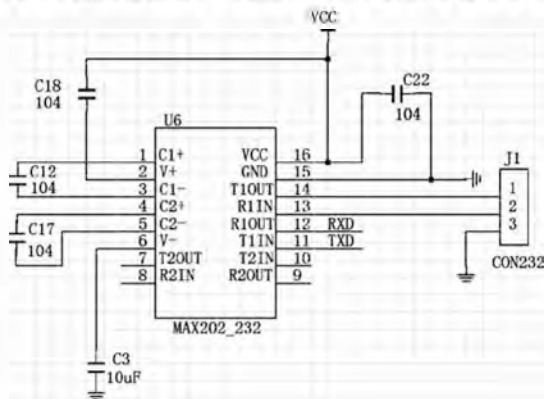 VCC
C18
104
C22
104
U6
J1
1 C1+ VCC 16
2 V+ GND 15
3 C1- T1OUT 14
4 C2+ R1IN 13
5 C2- R1OUT 12 RXD
6 V- T1IN 11 TXD
7 T2OUT T2IN 10
8 R2IN R2OUT 9
C12
104
C17
104
1
2
3
CON232
MAX202_232
C3
10uF